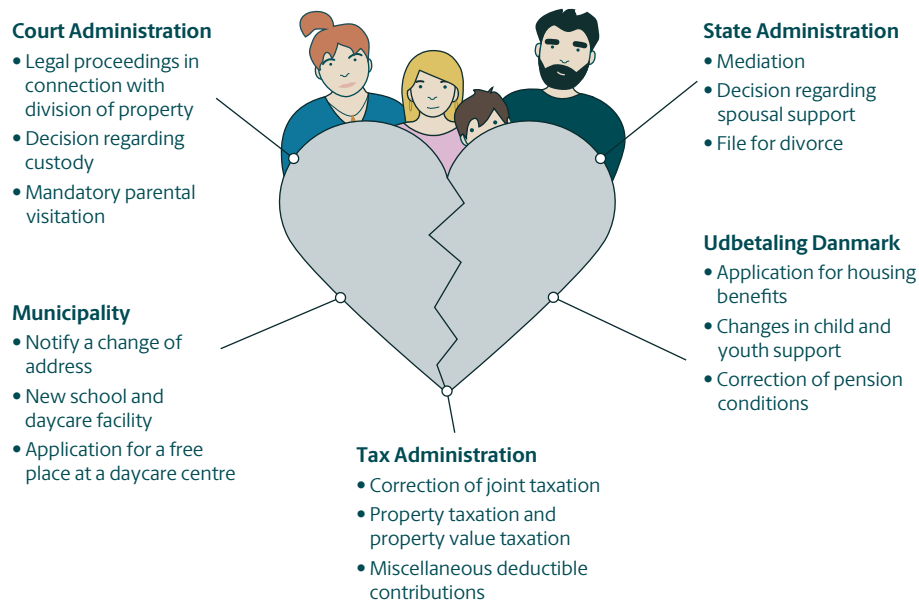 Court Administration
• Legal proceedings in
connection with
division of property
• Decision regarding
custody
• Mandatory parental
visitation
State Administration
• Mediation
• Decision regarding
spousal support
• File for divorce
Udbetaling Danmark
• Application for housing
benefits
• Changes in child and
youth support
• Correction of pension
conditions
Municipality
• Notify a change of
address
• New school and
daycare facility
• Application for a free
place at a daycare centre
Tax Administration
• Correction of joint taxation
• Property taxation and
property value taxation
• Miscellaneous deductible
contributions